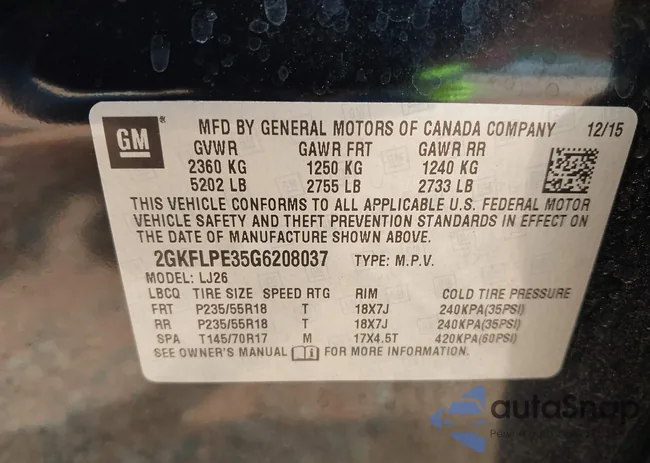 GM ® MFD BY GENERAL MOTORS OF CANADA COMPANY 12/15
GVWR GAWR FRT GAWR RR
2360 KG 1250 KG 1240 KG
5202 LB 2755 LB 2733 LB
THIS VEHICLE CONFORMS TO ALL APPLICABLE U.S. FEDERAL MOTOR
VEHICLE SAFETY AND THEFT PREVENTION STANDARDS IN EFFECT ON
THE DATE OF MANUFACTURE SHOWN ABOVE.
2GKFLPE35G6208037 TYPE: M.P.V.
MODEL: LJ26
LBCQ TIRE SIZE SPEED RTG RIM COLD TIRE PRESSURE
FRT P235/55R18 T 18X7J 240KPA(35PSI)
RR P235/55R18 T 18X7J 240KPA(35PSI)
SPA T145/70R17 M 17X4.5T 420KPA(60PSI)
SEE OWNER'S MANUAL FOR MORE INFORMATION.
autoSnap